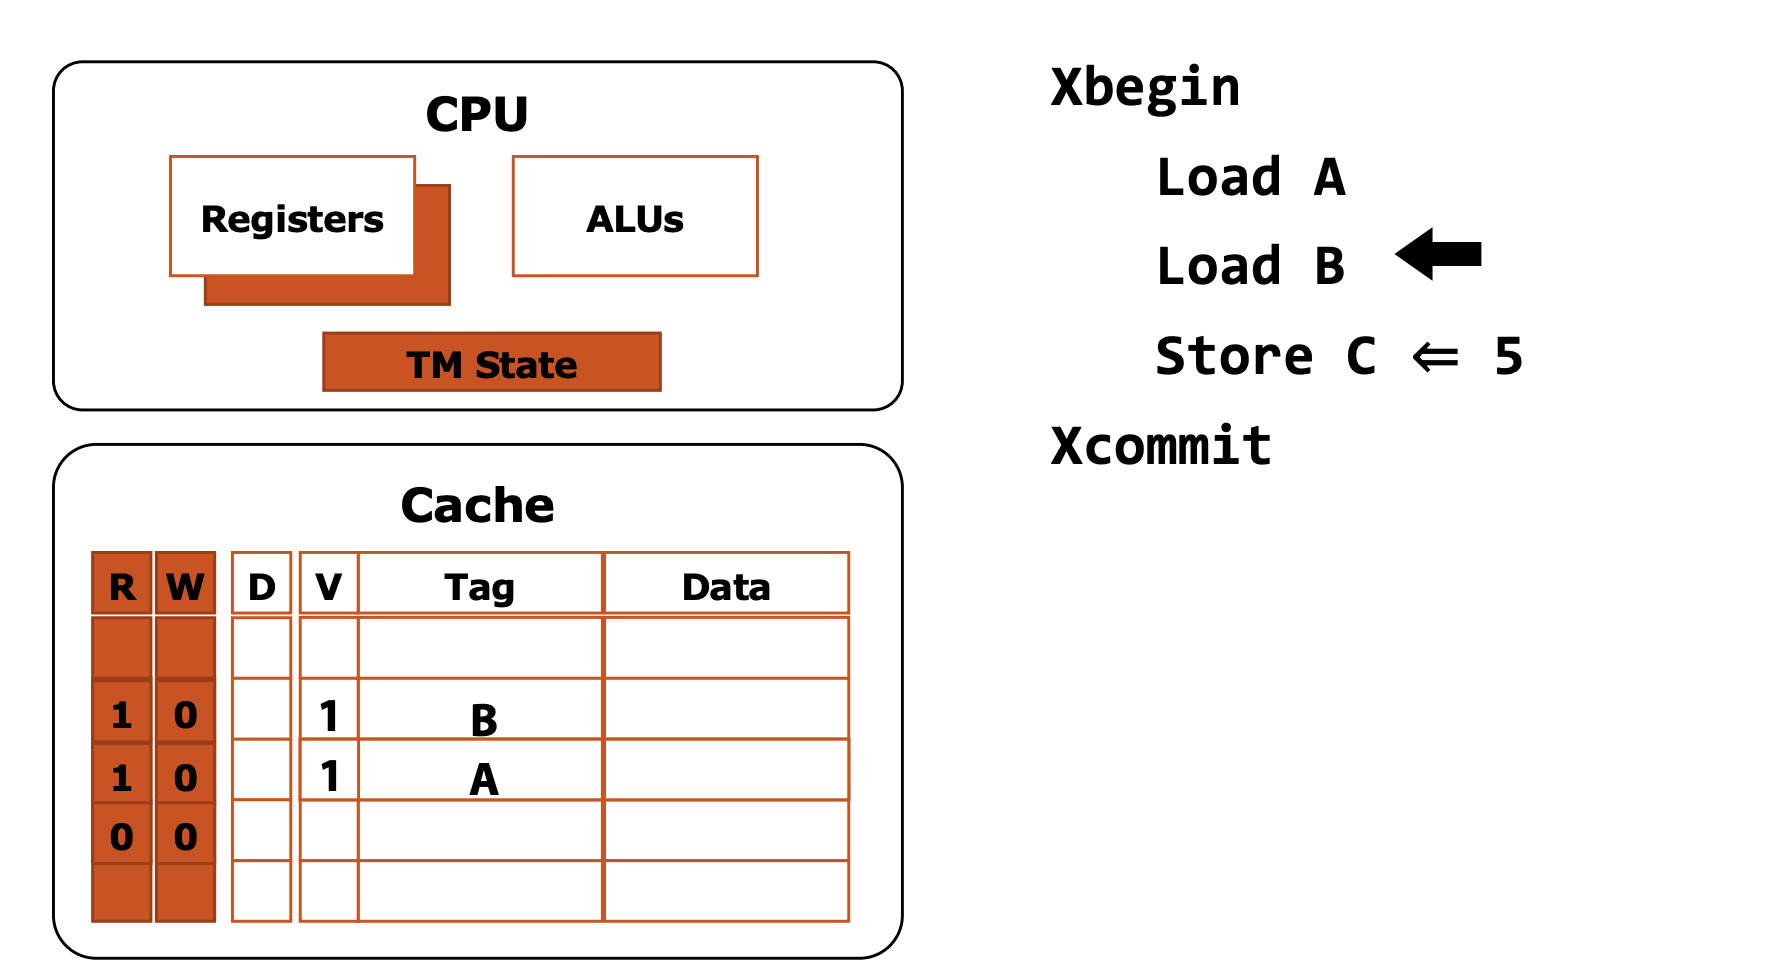 CPU
Registers
ALUs
TM State
Cache
R W D V Tag Data
1 0 1 B
1 0 1 A
0 0
Xbegin
Load A
Load B
Store C ⇐ 5
Xcommit